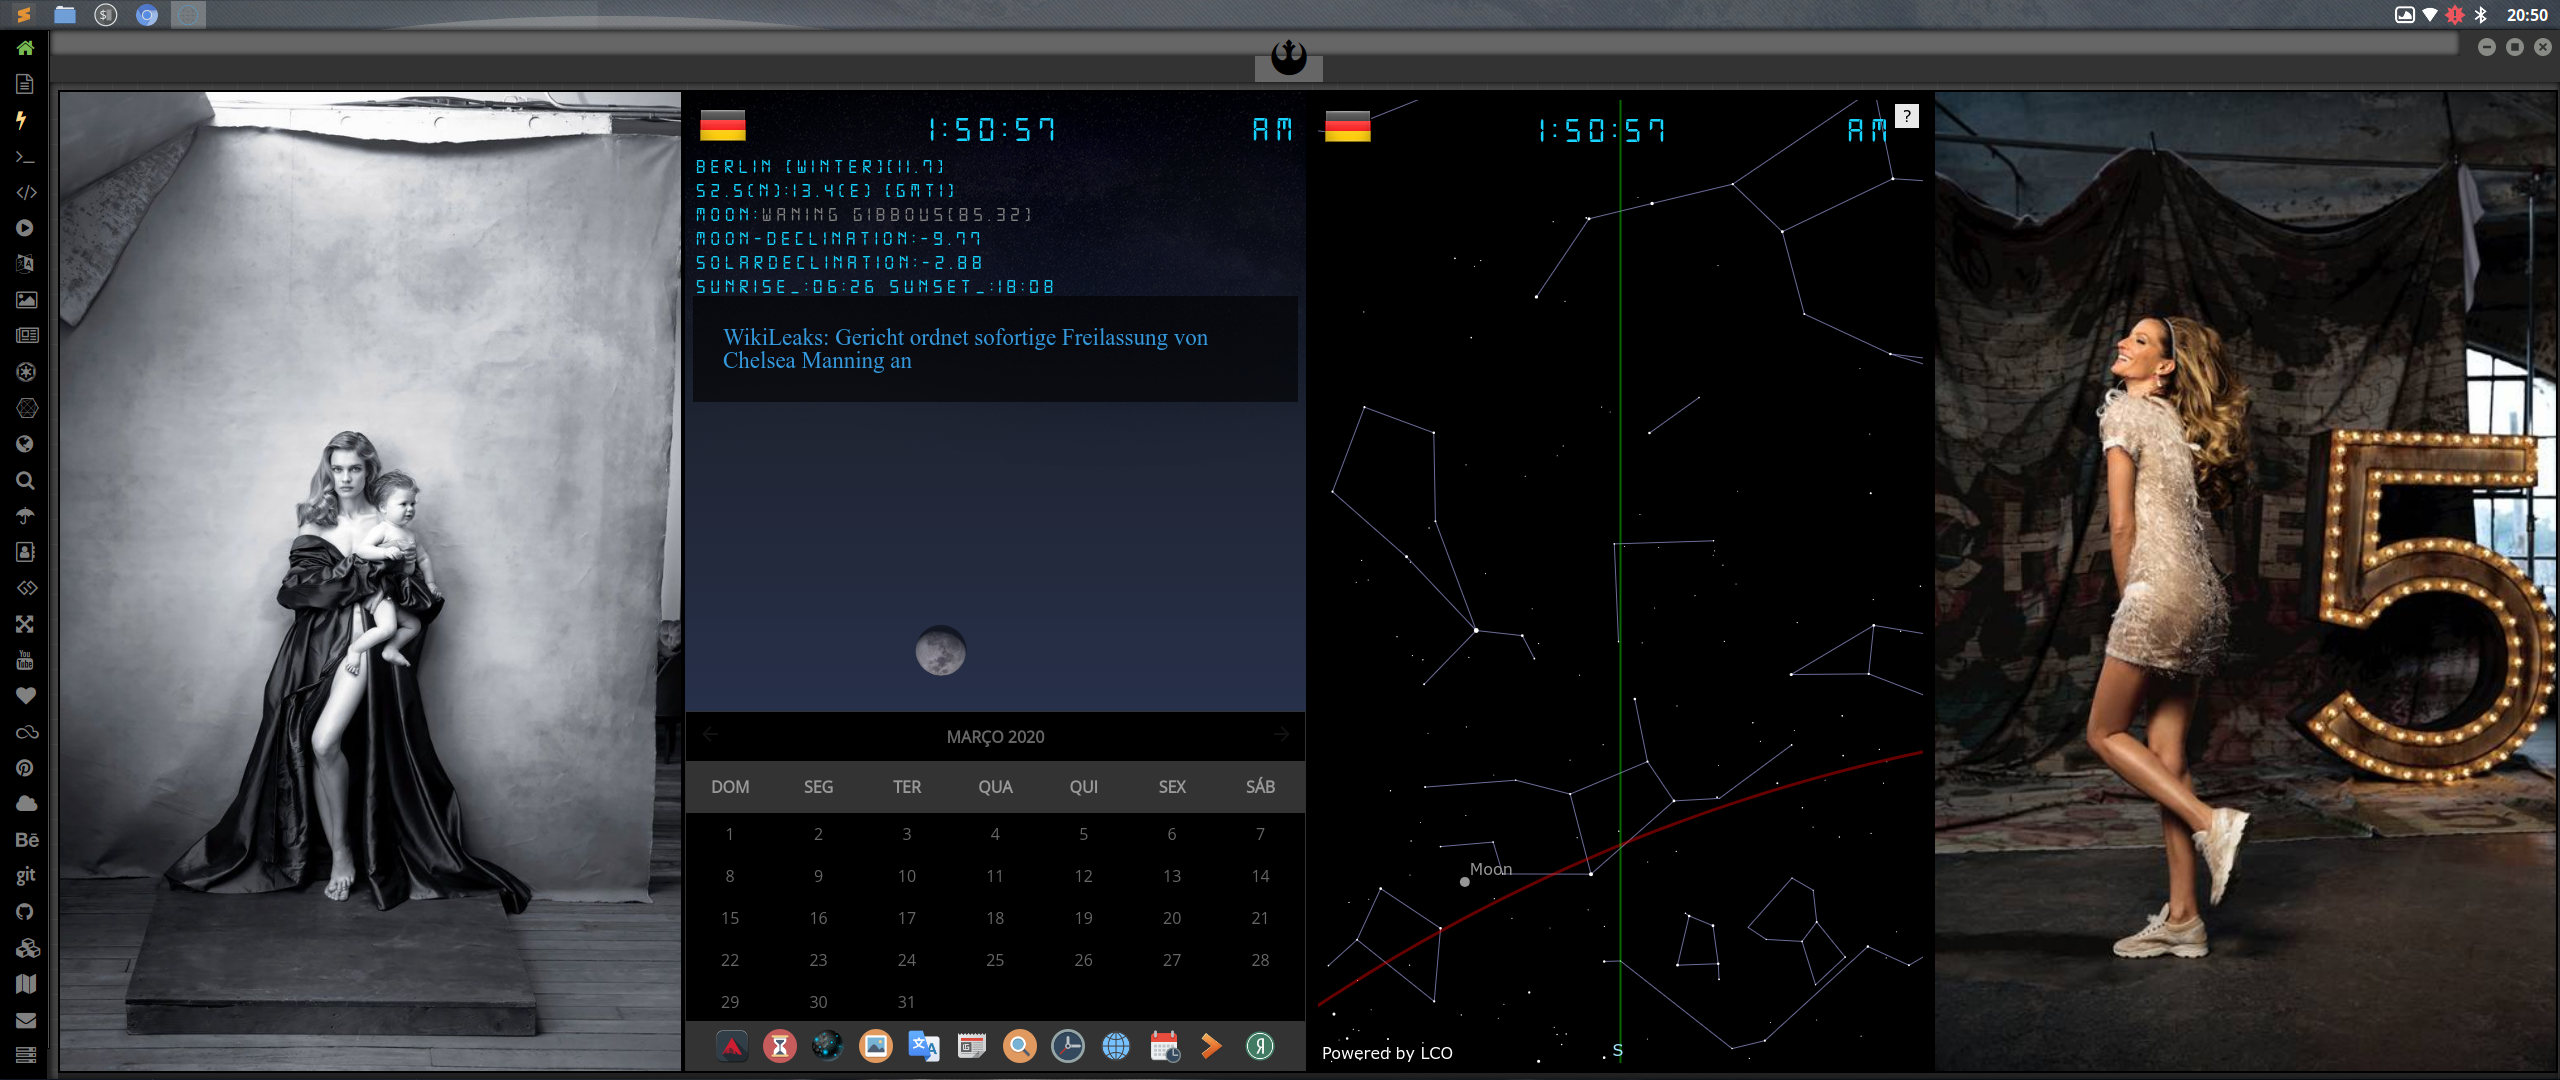 20:50
1:50:57 AM
BERLIN [WINTER][11.7]
52.5(N):13.4(E) [GMT1]
MOON:WANING GIBBOUS[85.32]
MOON-DECLINATION:-9.77
SOLARDECLINATION:-2.88
SUNRISE_:06:26 SUNSET_:18:08
WikiLeaks: Gericht ordnet sofortige Freilassung von
Chelsea Manning an
MARÇO 2020
DOM SEG TER QUA QUI SEX SÁB
1 2 3 4 5 6 7
8 9 10 11 12 13 14
15 16 17 18 19 20 21
22 23 24 25 26 27 28
29 30 31
1:50:57 AM
?
Moon
Powered by LCO
S
5
You
Tube
Bē
git